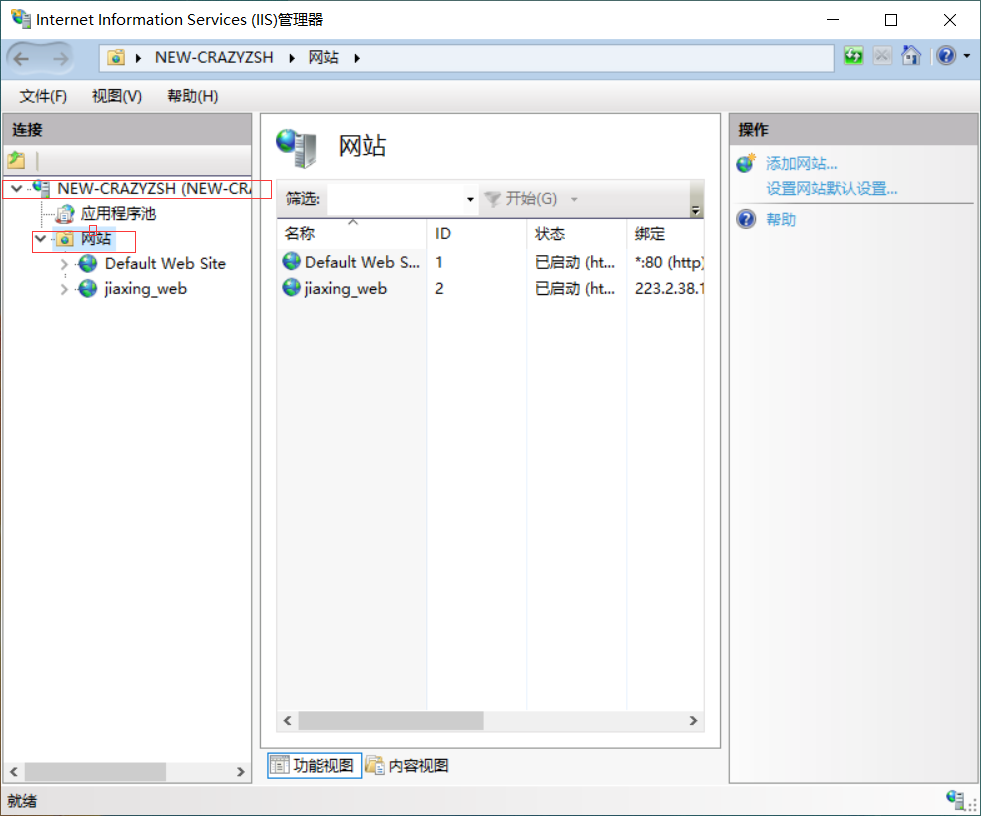 Internet Information Services (IIS)管理器
NEW-CRAZYZSH 网站
文件(F) 视图(V) 帮助(H)
连接
NEW-CRAZYZSH (NEW-CRA
应用程序池
网站
Default Web Site
jiaxing_web
网站
筛选: 开始(G)
名称 ID 状态 绑定
Default Web S... 1 已启动 (ht... *:80 (http)
jiaxing_web 2 已启动 (ht... 223.2.38.1
功能视图 内容视图
操作
添加网站...
设置网站默认设置...
帮助
就绪